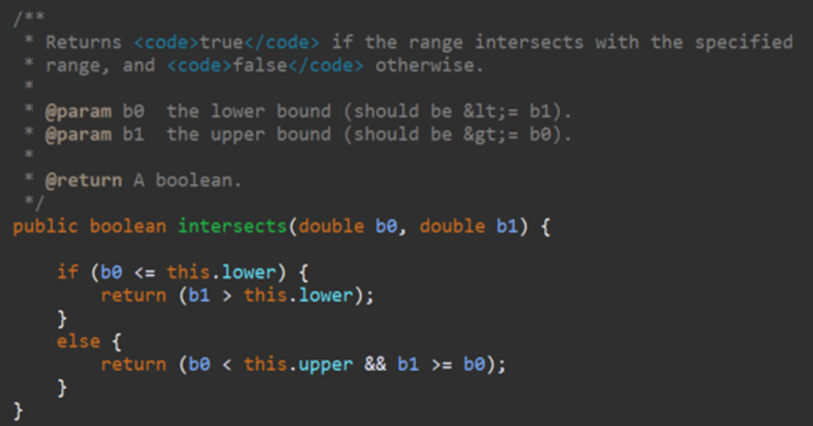 /**
 * Returns <code>true</code> if the range intersects with the specified
 * range, and <code>false</code> otherwise.
 *
 * @param b0  the lower bound (should be &lt;= b1).
 * @param b1  the upper bound (should be &gt;= b0).
 *
 * @return A boolean.
 */
public boolean intersects(double b0, double b1) {

    if (b0 <= this.lower) {
        return (b1 > this.lower);
    }
    else {
        return (b0 < this.upper && b1 >= b0);
    }
}